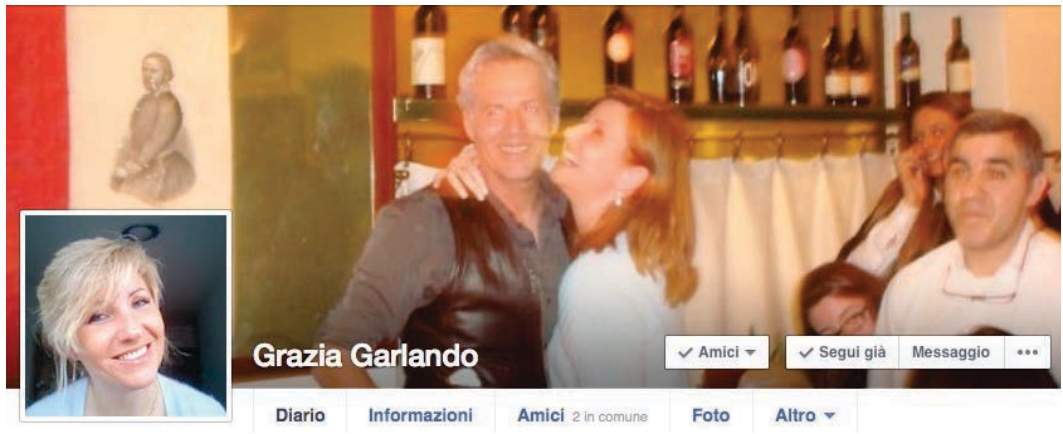 Grazia Garlando
Amici
Segui già
Messaggio
Diario
Informazioni
Amici 2 in comune
Foto
Altro